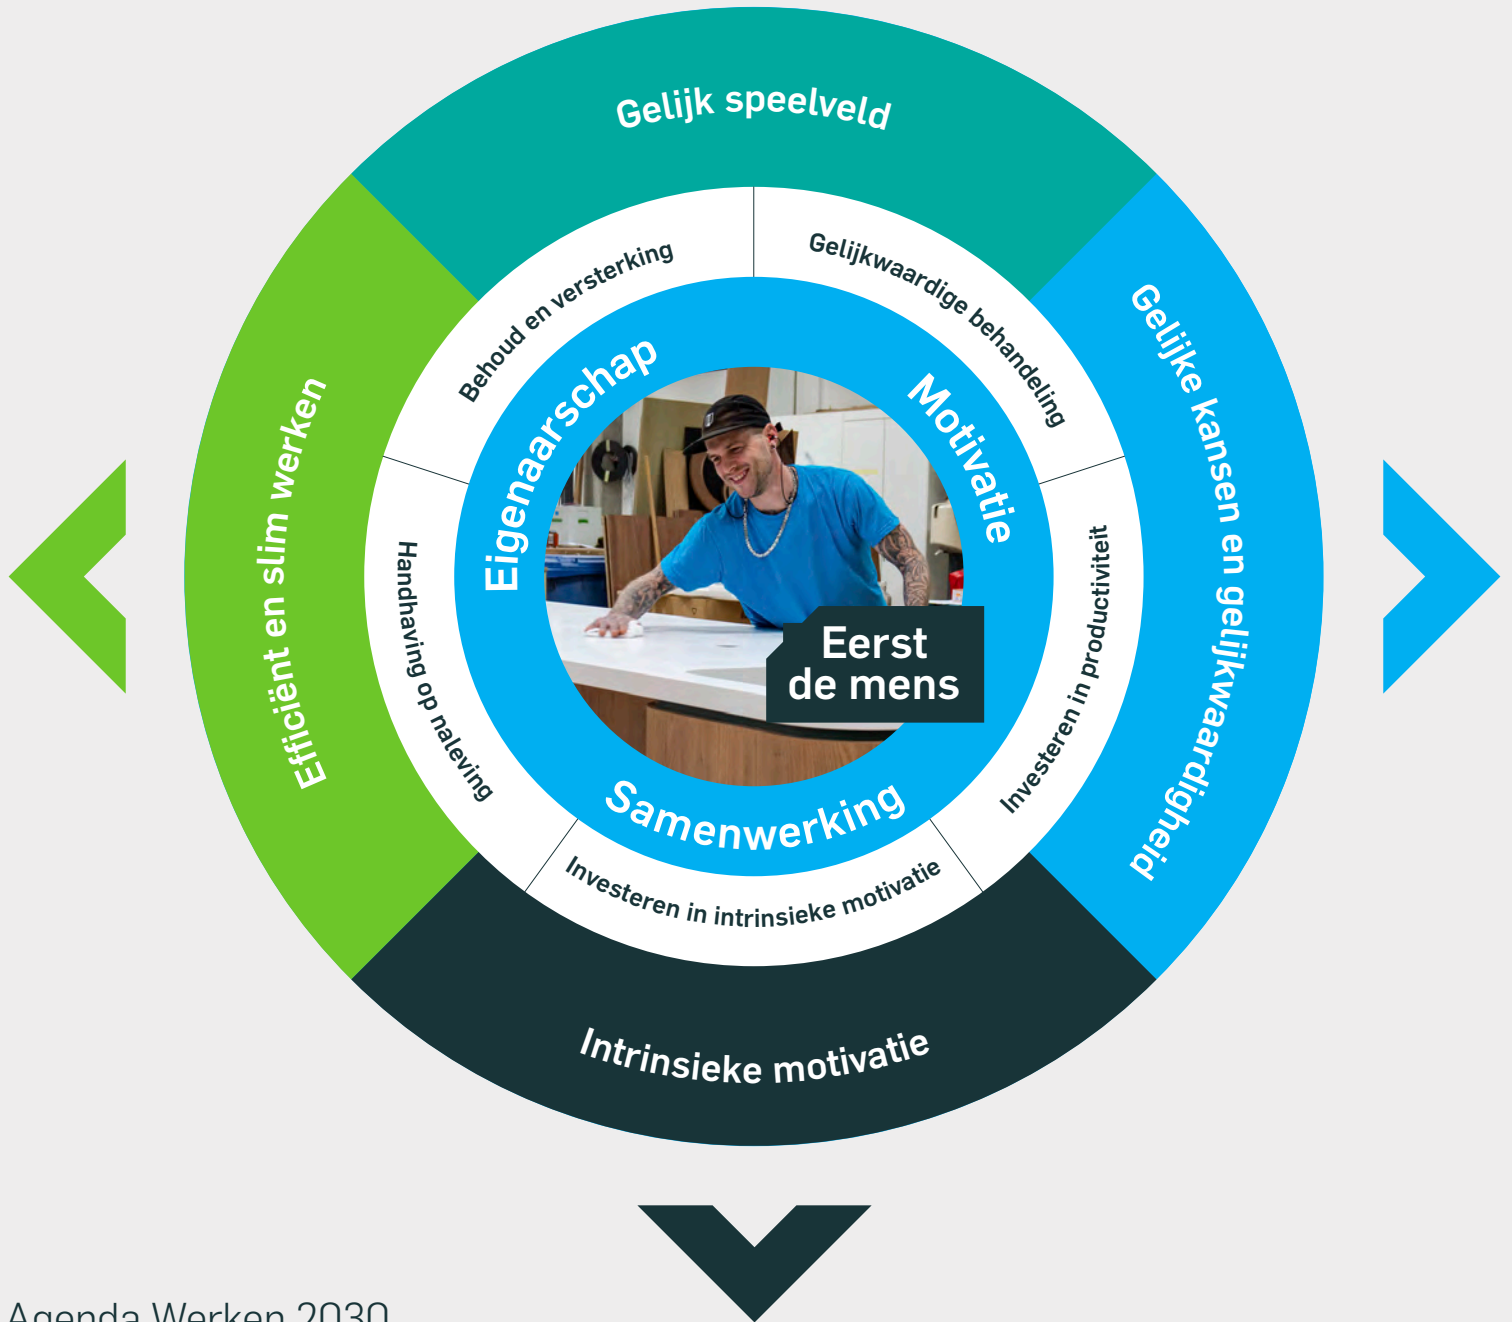 Gelijk speelveld
Gelijke kansen en gelijkwaardigheid
Intrinsieke motivatie
Efficiënt en slim werken
Behoud en versterking
Gelijkwaardige behandeling
Investeren in productiviteit
Investeren in intrinsieke motivatie
Handhaving op naleving
Eigenaarschap
Motivatie
Samenwerking
Eerst
de mens
Agenda Werken 2030